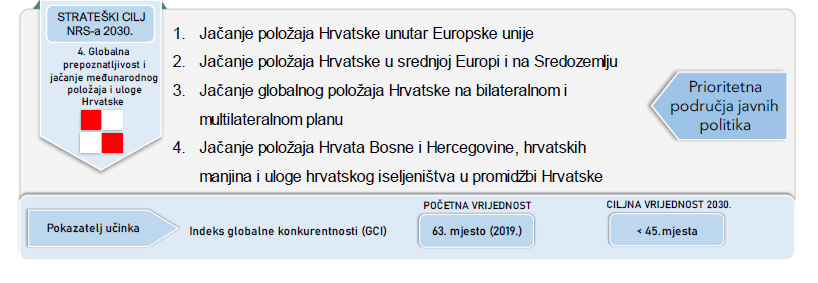 STRATEŠKI CILJ
NRS-a 2030.
4. Globalna
prepoznatljivost i
jačanje međunarodnog
položaja i uloge
Hrvatske
1. Jačanje položaja Hrvatske unutar Europske unije
2. Jačanje položaja Hrvatske u srednjoj Europi i na Sredozemlju
3. Jačanje globalnog položaja Hrvatske na bilateralnom i
multilateralnom planu
4. Jačanje položaja Hrvata Bosne i Hercegovine, hrvatskih
manjina i uloge hrvatskog iseljeništva u promidžbi Hrvatske
Prioritetna
područja javnih
politika
Pokazatelj učinka
Indeks globalne konkurentnosti (GCI)
POČETNA VRIJEDNOST
63. mjesto (2019.)
CILJNA VRIJEDNOST 2030.
< 45.mjesta